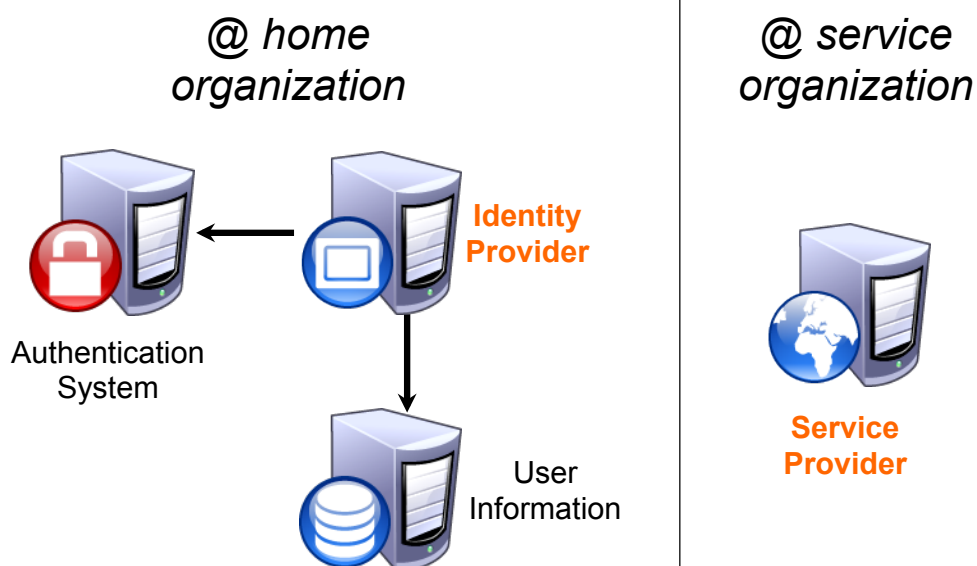 @ home
organization
@ service
organization
Identity
Provider
Authentication
System
User
Information
Service
Provider